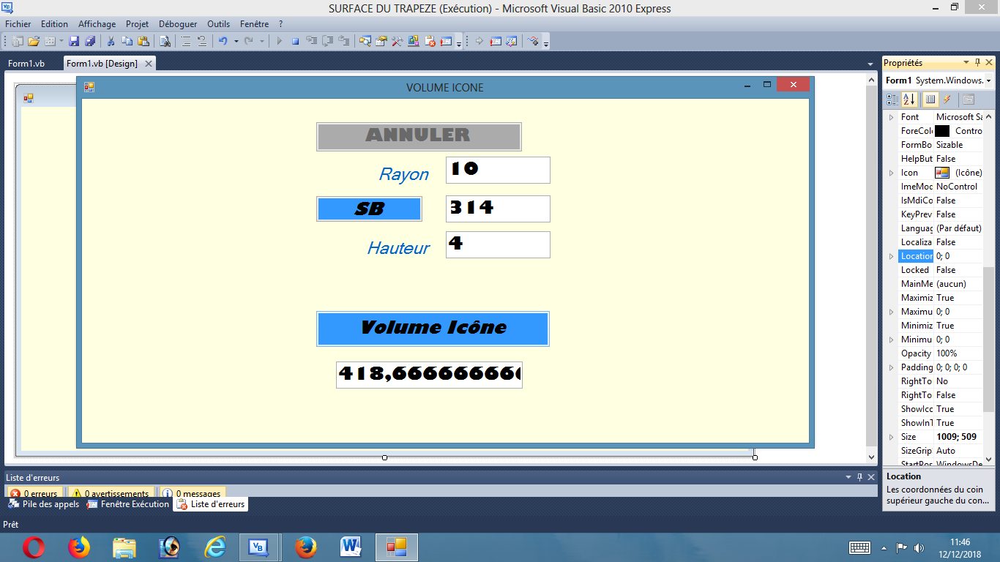 SURFACE DU TRAPEZE (Exécution) - Microsoft Visual Basic 2010 Express
Fichier Edition Affichage Projet Déboguer Outils Fenêtre ?
Form1.vb Form1.vb [Design]
Propriétés
Form1 System.Windows.
VOLUME ICONE
ANNULER
Rayon 10
SB 314
Hauteur 4
Volume Icône
418,666666666
Font Microsoft Sa
ForeColo Contro
FormBo Sizable
HelpBut False
Icon (Icône)
ImeMod NoControl
IsMdiCo False
KeyPrev False
Languag (Par défaut)
Localiza False
Location 0; 0
Locked False
MainMe (aucun)
Maximiz True
Maximu 0; 0
Minimiz True
Minimu 0; 0
Opacity 100%
Padding 0; 0; 0; 0
RightTo No
RightTo False
ShowIcc True
ShowInT True
Size 1009; 509
SizeGrip Auto
StartPos WindowsDe
Location
Les coordonnées du coin
supérieur gauche du con...
Liste d'erreurs
0 erreurs 0 avertissements 0 messages
Pile des appels Fenêtre Exécution Liste d'erreurs
Prêt
11:46
12/12/2018